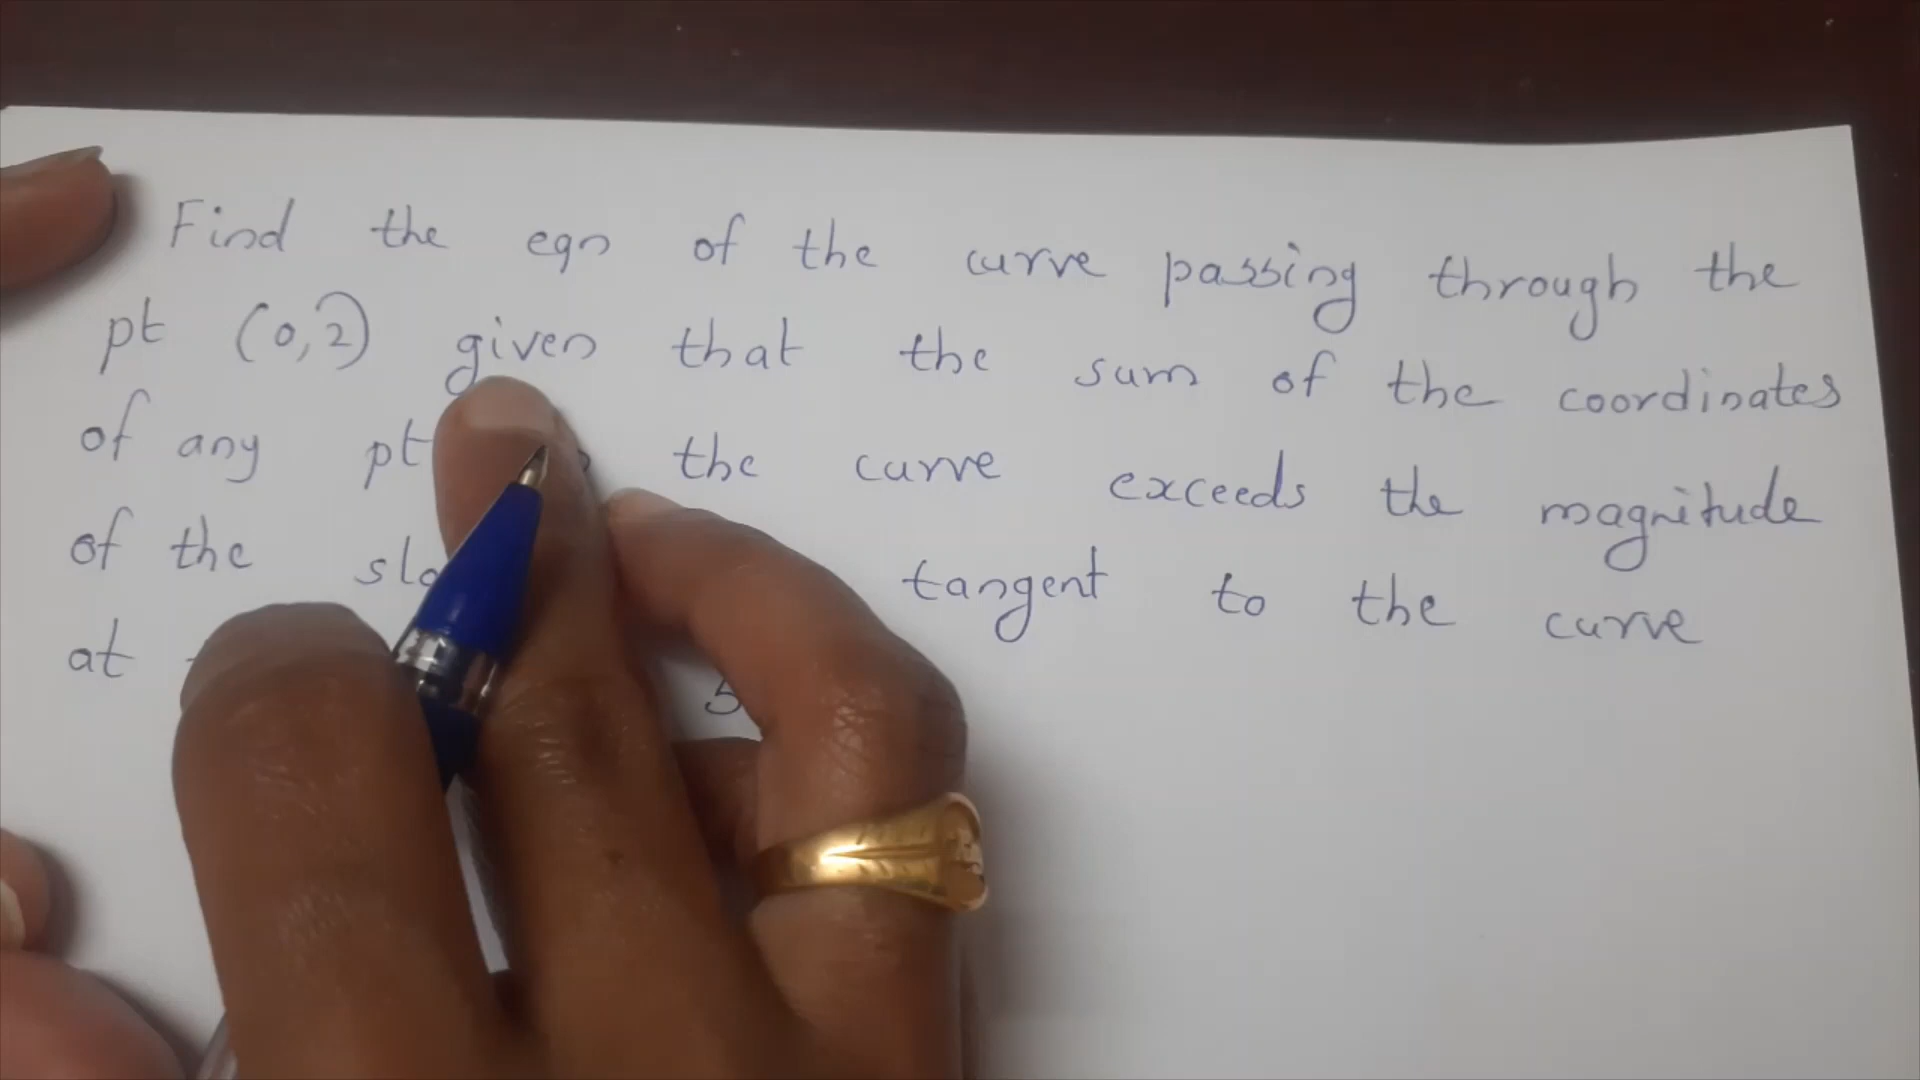 Find the eqn of the curve passing through the
pt (0,2) given that the sum of the coordinates
of any pt the curve exceeds the magnitude
of the tangent to the curve
at 5